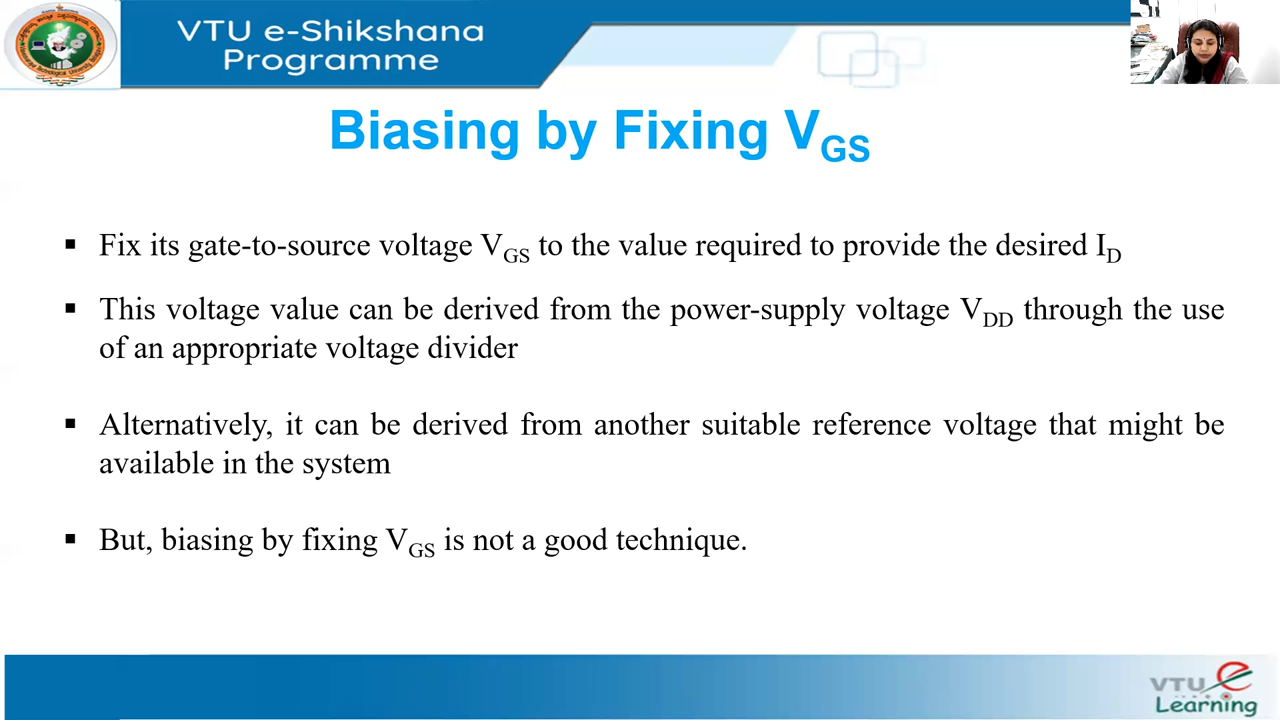 VTU e-Shikshana
Programme
Biasing by Fixing VGS
▪ Fix its gate-to-source voltage VGS to the value required to provide the desired ID
▪ This voltage value can be derived from the power-supply voltage VDD through the use
of an appropriate voltage divider
▪ Alternatively, it can be derived from another suitable reference voltage that might be
available in the system
▪ But, biasing by fixing VGS is not a good technique.
VTU e
Learning